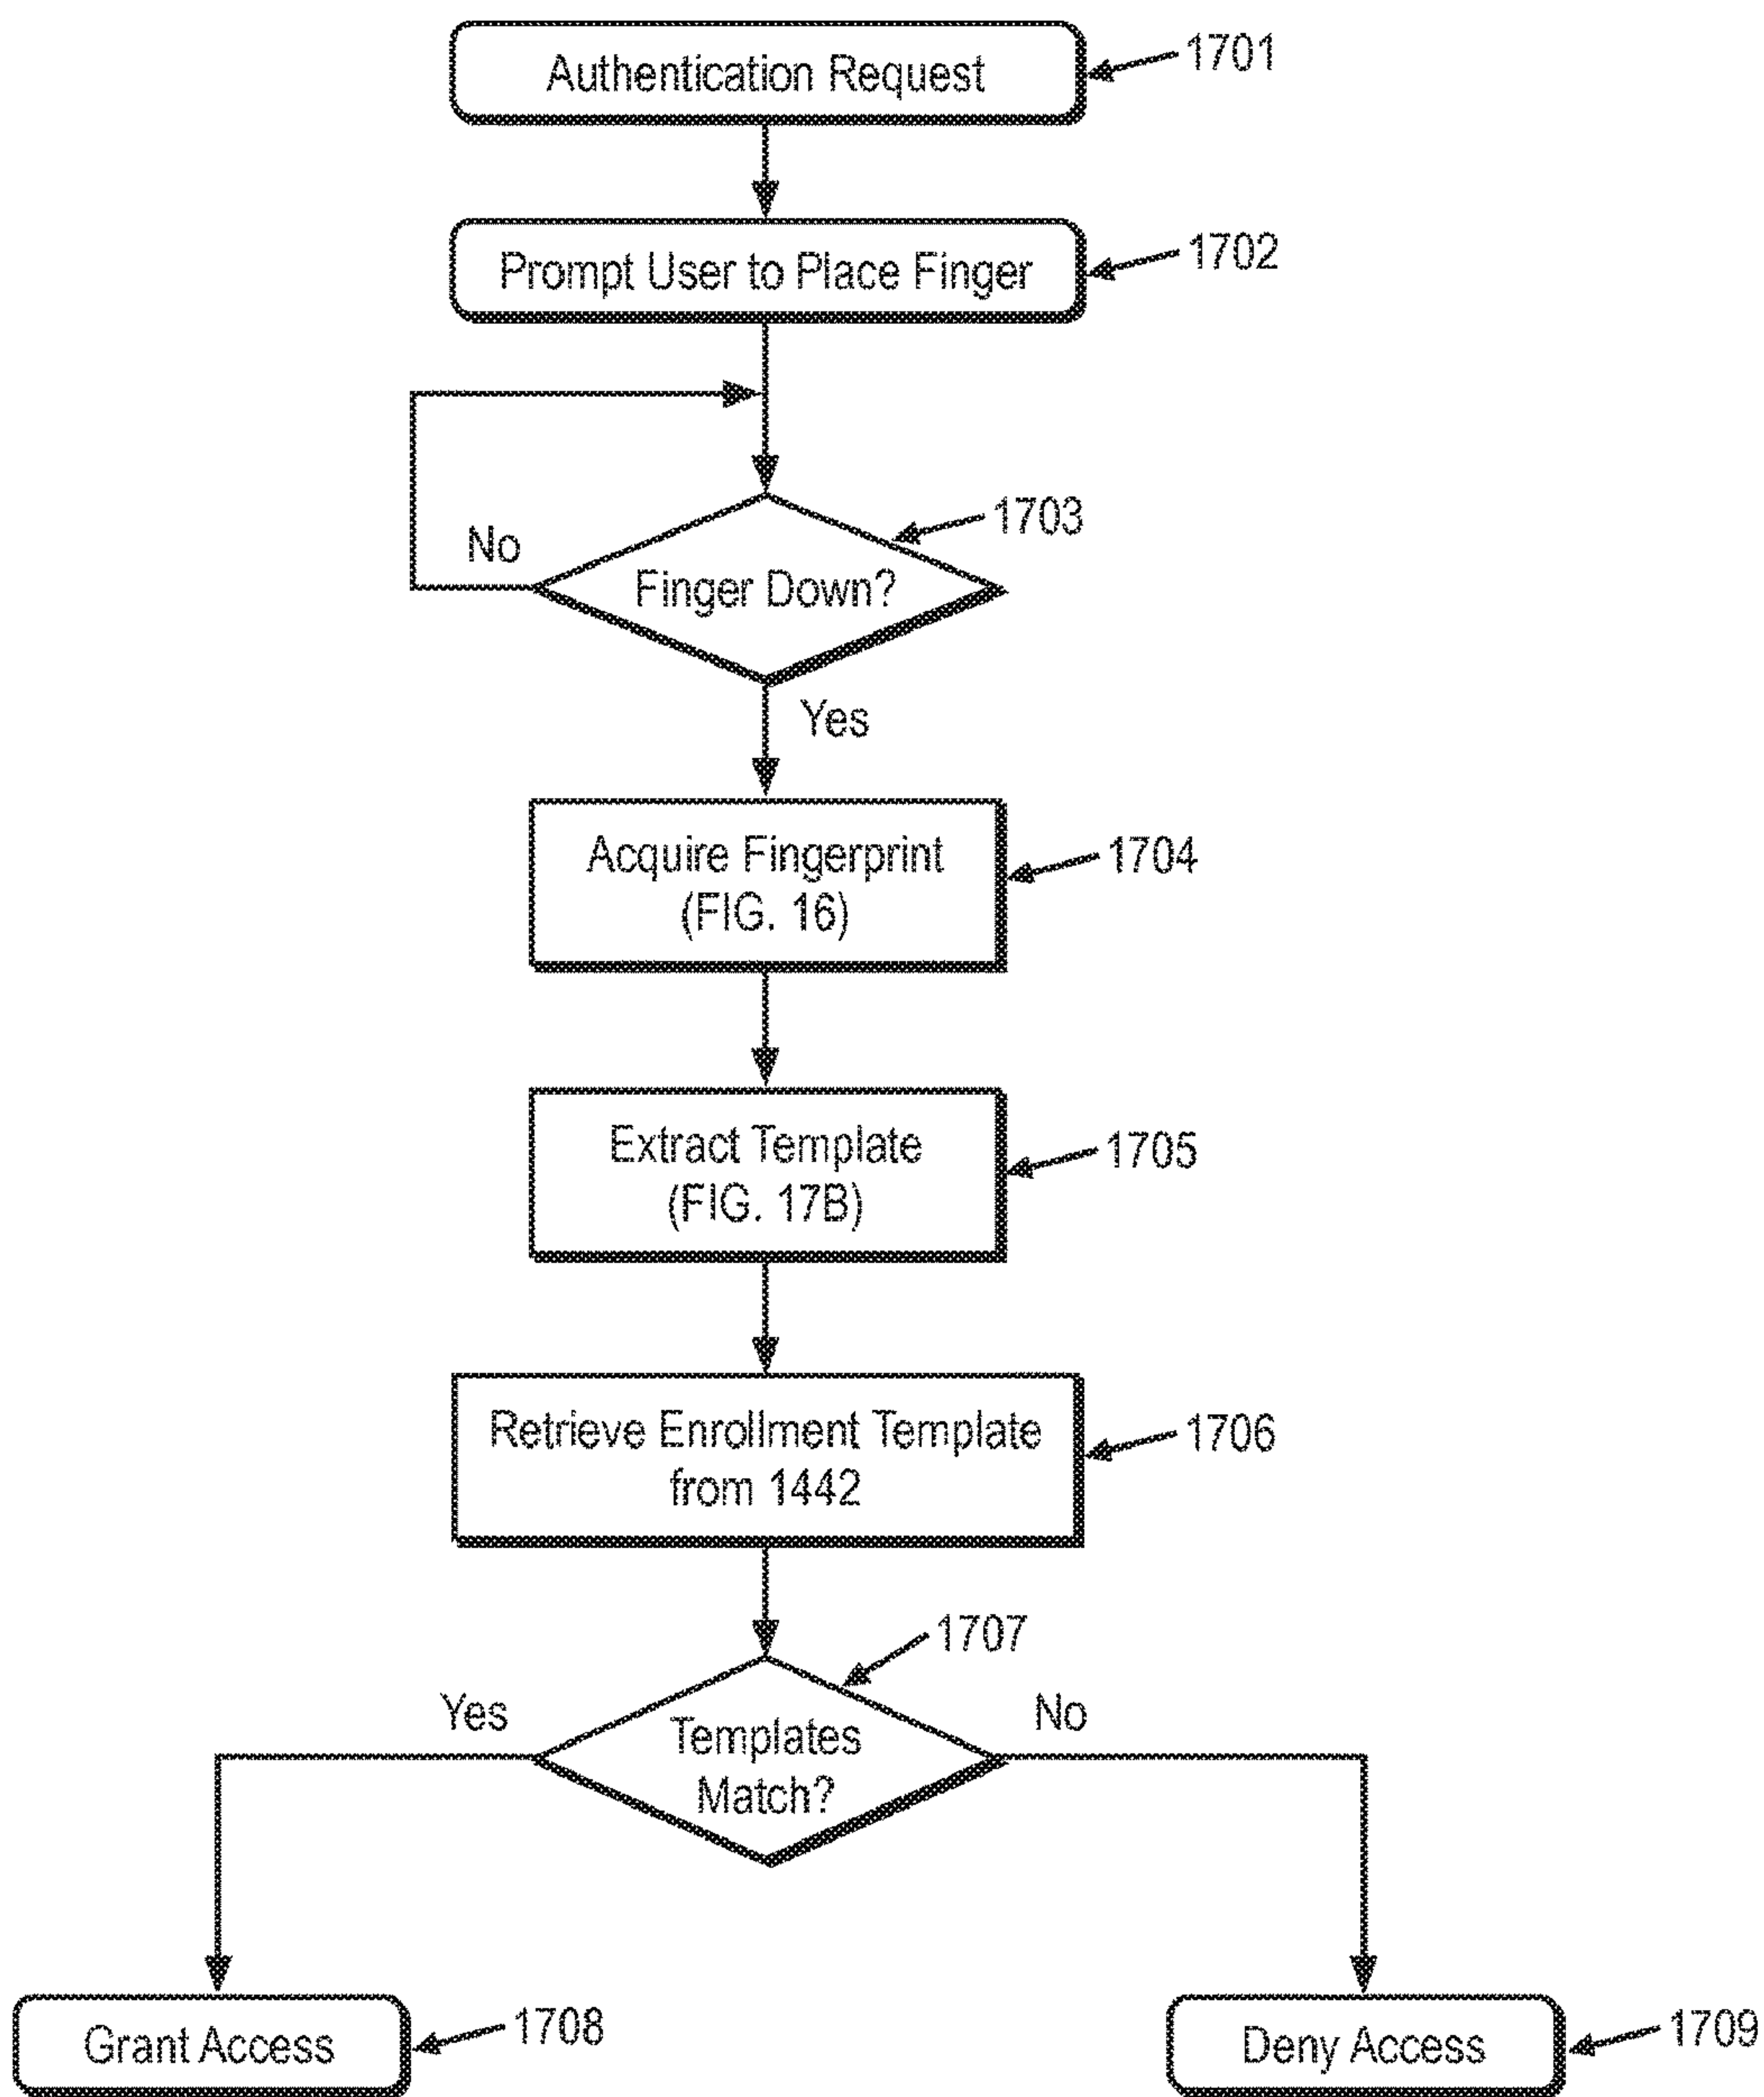 Authentication Request
1701
Prompt User to Place Finger
1702
1703
No
Finger Down?
Yes
Acquire Fingerprint
(FIG. 16)
1704
Extract Template
(FIG. 17B)
1705
Retrieve Enrollment Template
from 1442
1706
1707
Yes
No
Templates
Match?
Grant Access
1708
Deny Access
1709